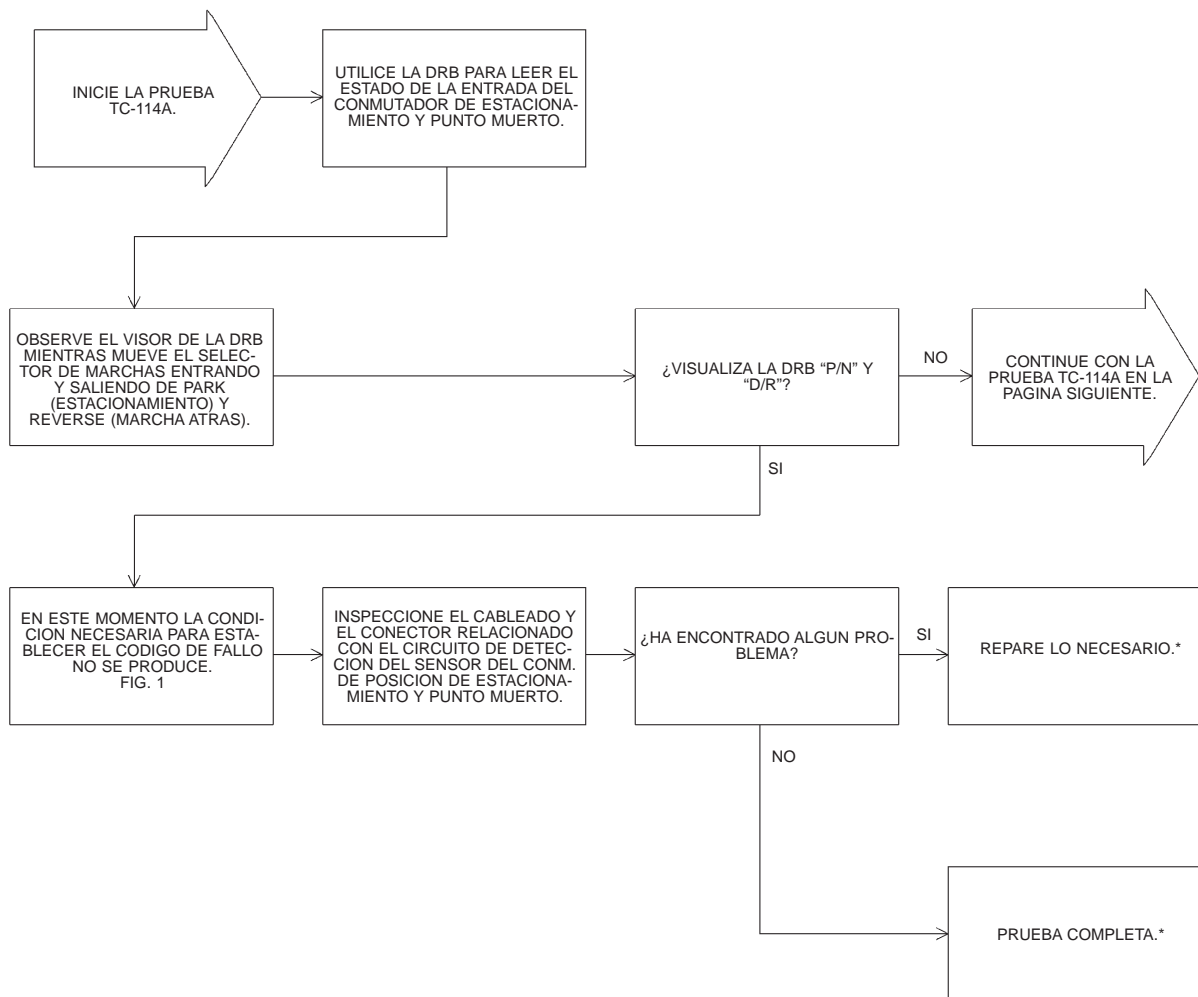 INICIE LA PRUEBA
TC-114A.
UTILICE LA DRB PARA LEER EL
ESTADO DE LA ENTRADA DEL
CONMUTADOR DE ESTACIONA-
MIENTO Y PUNTO MUERTO.
OBSERVE EL VISOR DE LA DRB
MIENTRAS MUEVE EL SELEC-
TOR DE MARCHAS ENTRANDO
Y SALIENDO DE PARK
(ESTACIONAMIENTO) Y
REVERSE (MARCHA ATRAS).
¿VISUALIZA LA DRB “P/N” Y
“D/R”?
NO
CONTINUE CON LA
PRUEBA TC-114A EN LA
PAGINA SIGUIENTE.
SI
EN ESTE MOMENTO LA CONDI-
CION NECESARIA PARA ESTA-
BLECER EL CODIGO DE FALLO
NO SE PRODUCE.
FIG. 1
INSPECCIONE EL CABLEADO Y
EL CONECTOR RELACIONADO
CON EL CIRCUITO DE DETEC-
CION DEL SENSOR DEL CONM.
DE POSICION DE ESTACIONA-
MIENTO Y PUNTO MUERTO.
¿HA ENCONTRADO ALGUN PRO-
BLEMA?
SI
REPARE LO NECESARIO.*
NO
PRUEBA COMPLETA.*